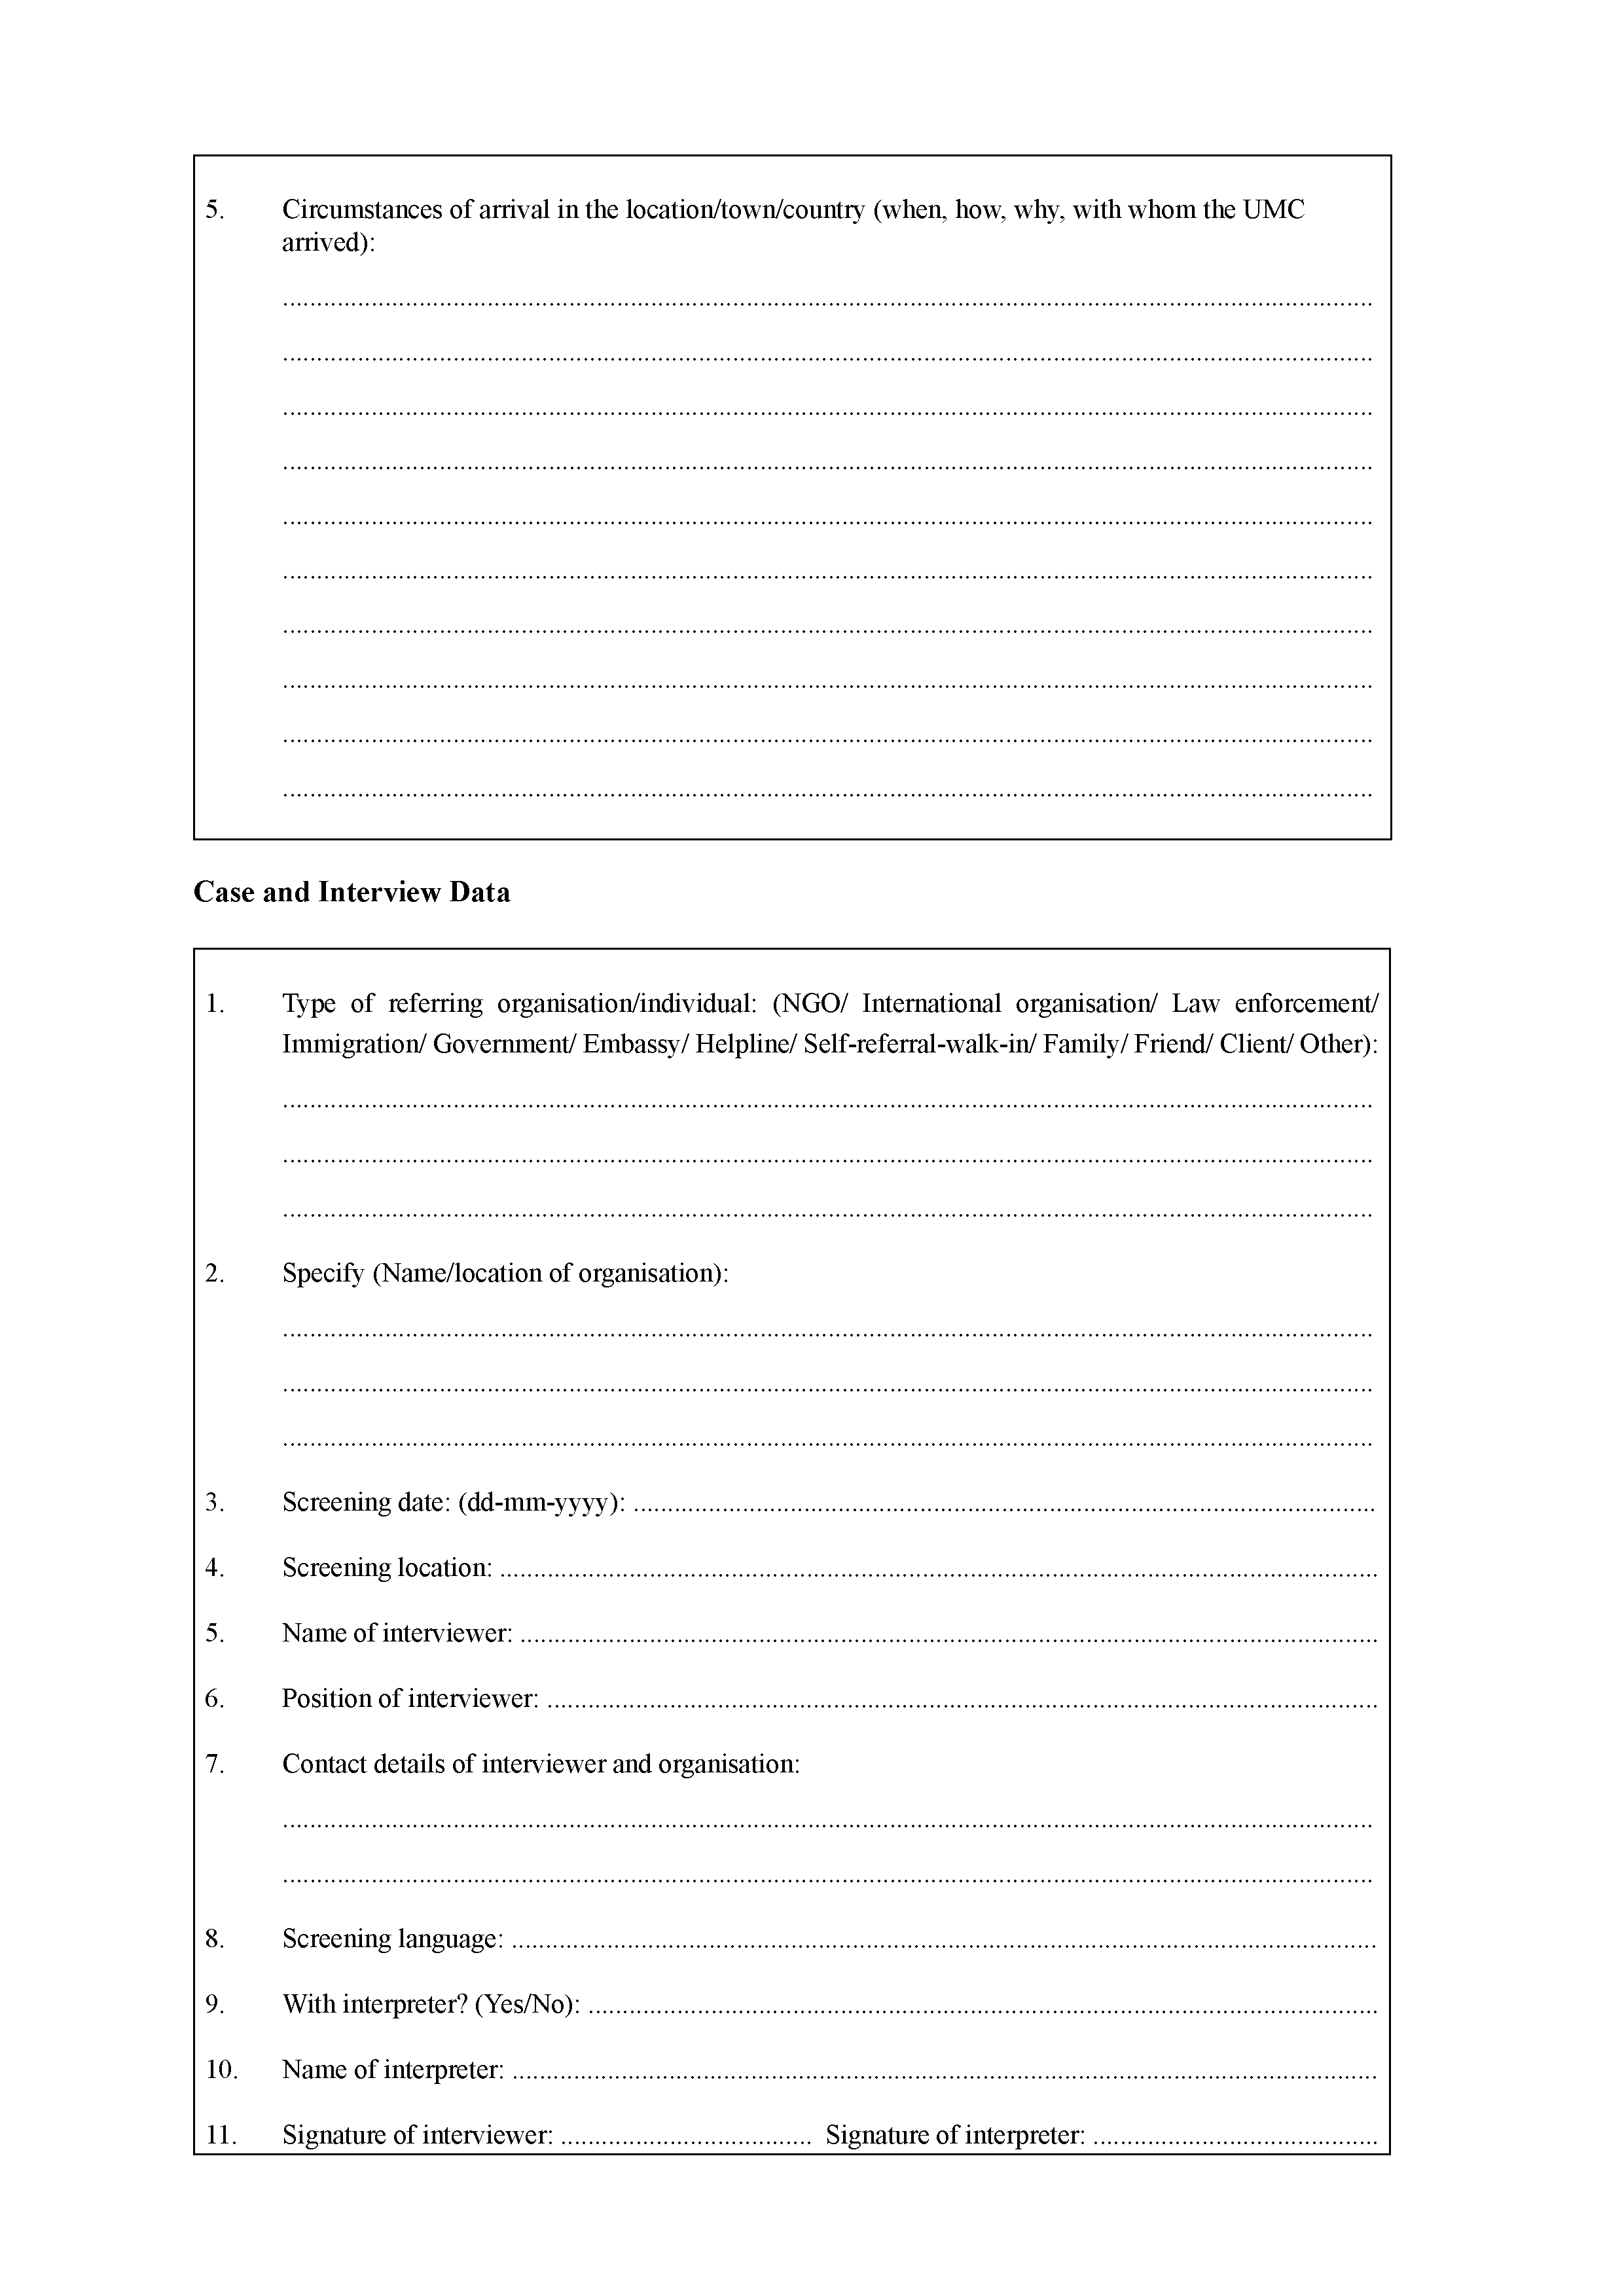 5. Circumstances of arrival in the location/town/country (when, how, why, with whom the UMC
arrived):
Case and Interview Data
1. Type of referring organisation/individual: (NGO/ International organisation/ Law enforcement/
Immigration/ Government/ Embassy/ Helpline/ Self-referral-walk-in/ Family/ Friend/ Client/ Other):
2. Specify (Name/location of organisation):
3. Screening date: (dd-mm-yyyy):
4. Screening location:
5. Name of interviewer:
6. Position of interviewer:
7. Contact details of interviewer and organisation:
8. Screening language:
9. With interpreter? (Yes/No):
10. Name of interpreter:
11. Signature of interviewer: Signature of interpreter: